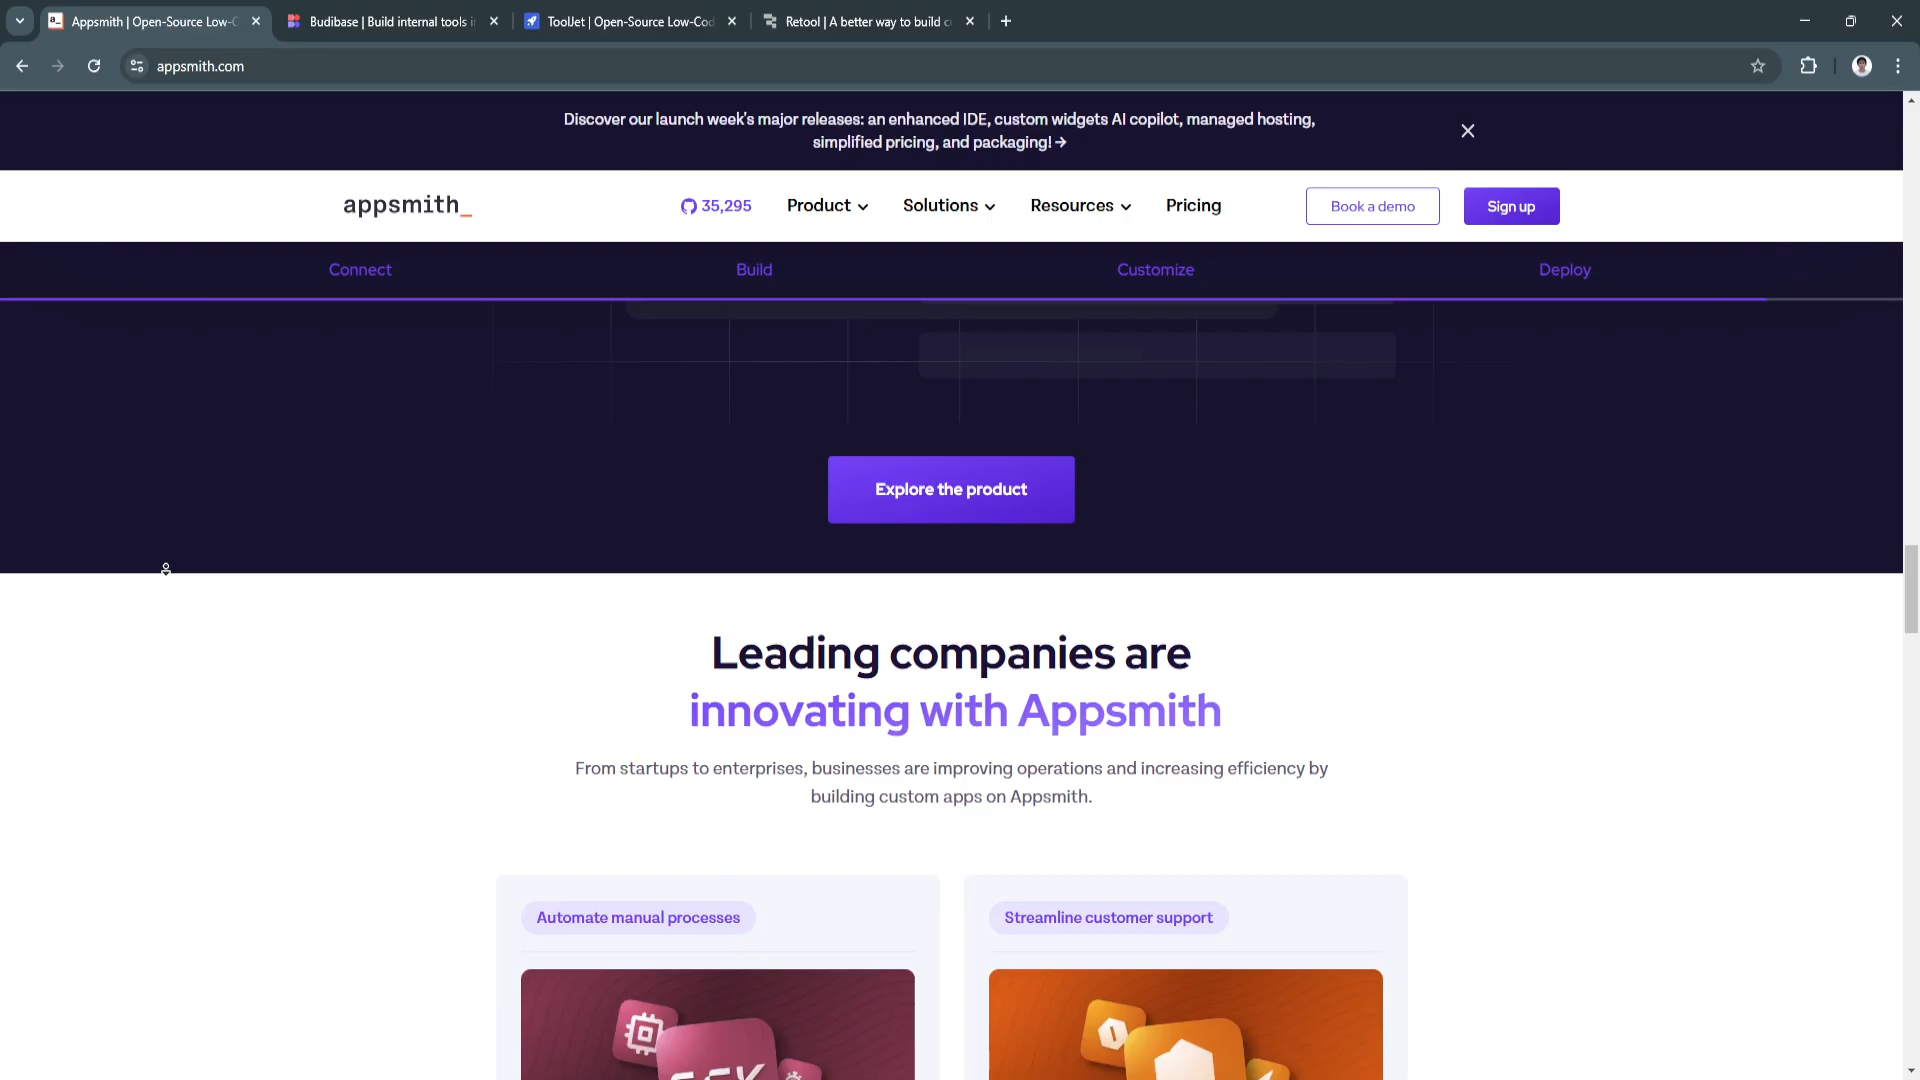 Appsmith | Open-Source Low-C
Budibase | Build internal tools i
ToolJet | Open-Source Low-Cod
Retool | A better way to build c
appsmith.com
Discover our launch week's major releases: an enhanced IDE, custom widgets AI copilot, managed hosting,
simplified pricing, and packaging! →
appsmith_
35,295
Product
Solutions
Resources
Pricing
Book a demo
Sign up
Connect
Build
Customize
Deploy
Explore the product
Leading companies are
innovating with Appsmith
From startups to enterprises, businesses are improving operations and increasing efficiency by
building custom apps on Appsmith.
Automate manual processes
Streamline customer support